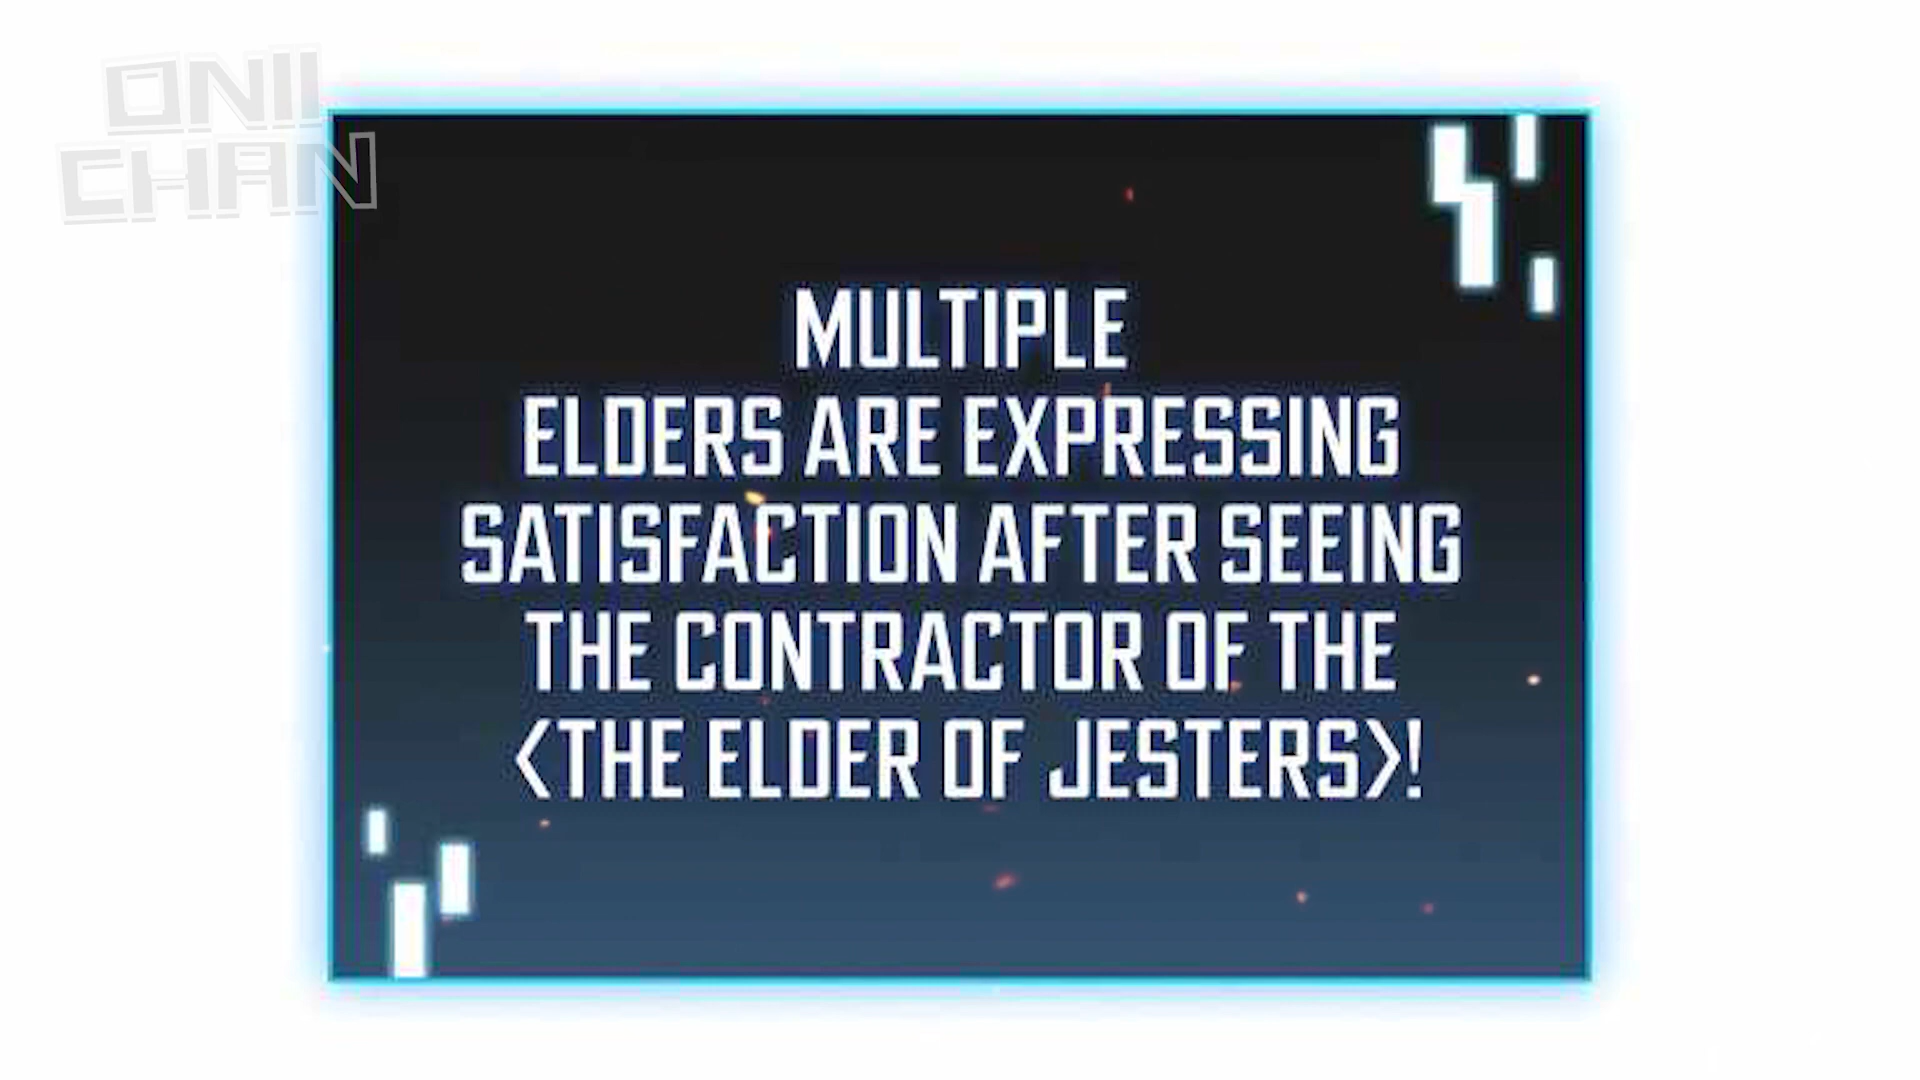 ONII
CHAN
MULTIPLE
ELDERS ARE EXPRESSING
SATISFACTION AFTER SEEING
THE CONTRACTOR OF THE
<THE ELDER OF JESTERS>!